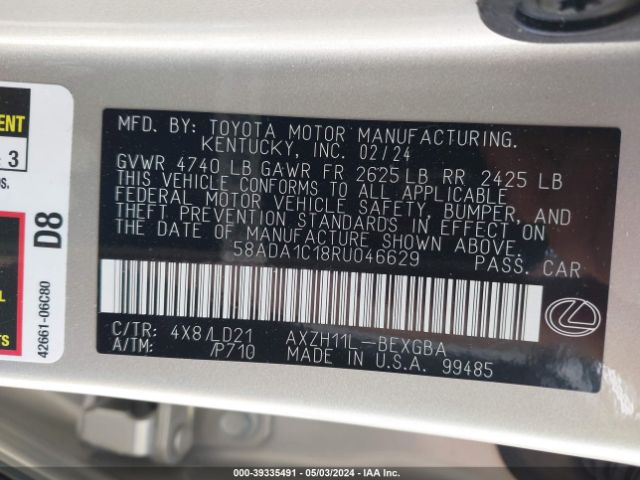 MFD. BY: TOYOTA MOTOR MANUFACTURING.
KENTUCKY, INC. 02/24
GVWR 4740 LB GAWR FR 2625 LB RR 2425 LB
THIS VEHICLE CONFORMS TO ALL APPLICABLE
FEDERAL MOTOR VEHICLE SAFETY, BUMPER, AND
THEFT PREVENTION STANDARDS IN EFFECT ON
THE DATE OF MANUFACTURE SHOWN ABOVE.
58ADA1C18RU046629 PASS. CAR
C/TR: 4X8/LD21 AXZH11L-BEXGBA
A/TM: /P710 MADE IN U.S.A. 99485
3
D8
42661-06C80
000-39335491 - 05/03/2024 - IAA Inc.